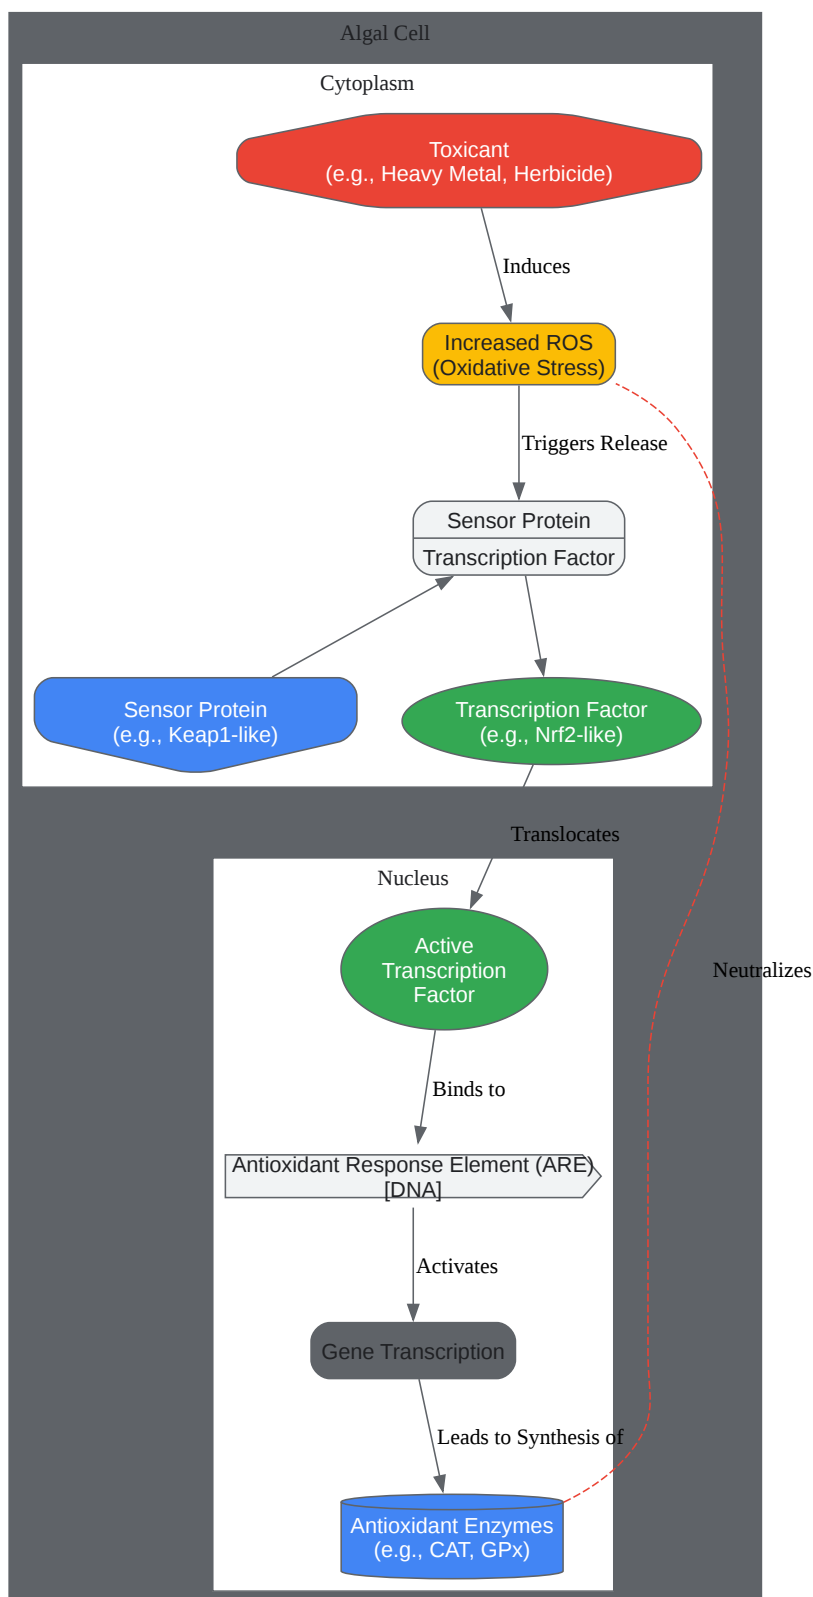 Algal Cell
Cytoplasm
Toxicant
(e.g., Heavy Metal, Herbicide)
Induces
Increased ROS
(Oxidative Stress)
Triggers Release
Sensor Protein
Transcription Factor
Sensor Protein
(e.g., Keap1-like)
Transcription Factor
(e.g., Nrf2-like)
Translocates
Nucleus
Active
Transcription
Factor
Neutralizes
Binds to
Antioxidant Response Element (ARE)
[DNA]
Activates
Gene Transcription
Leads to Synthesis of
Antioxidant Enzymes
(e.g., CAT, GPx)